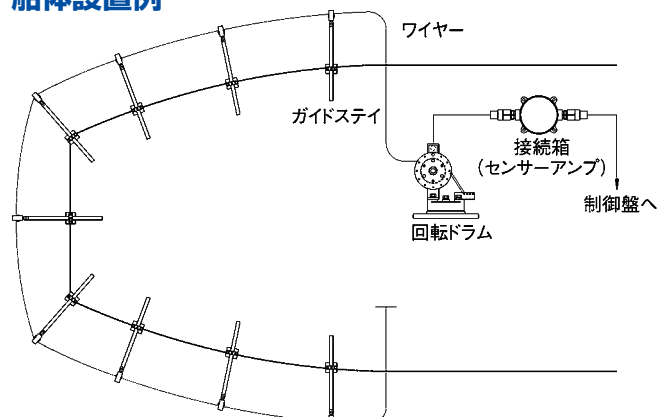 船体設置例
ワイヤー
ガイドステイ
接続箱
(センサーアンプ)
制御盤へ
回転ドラム